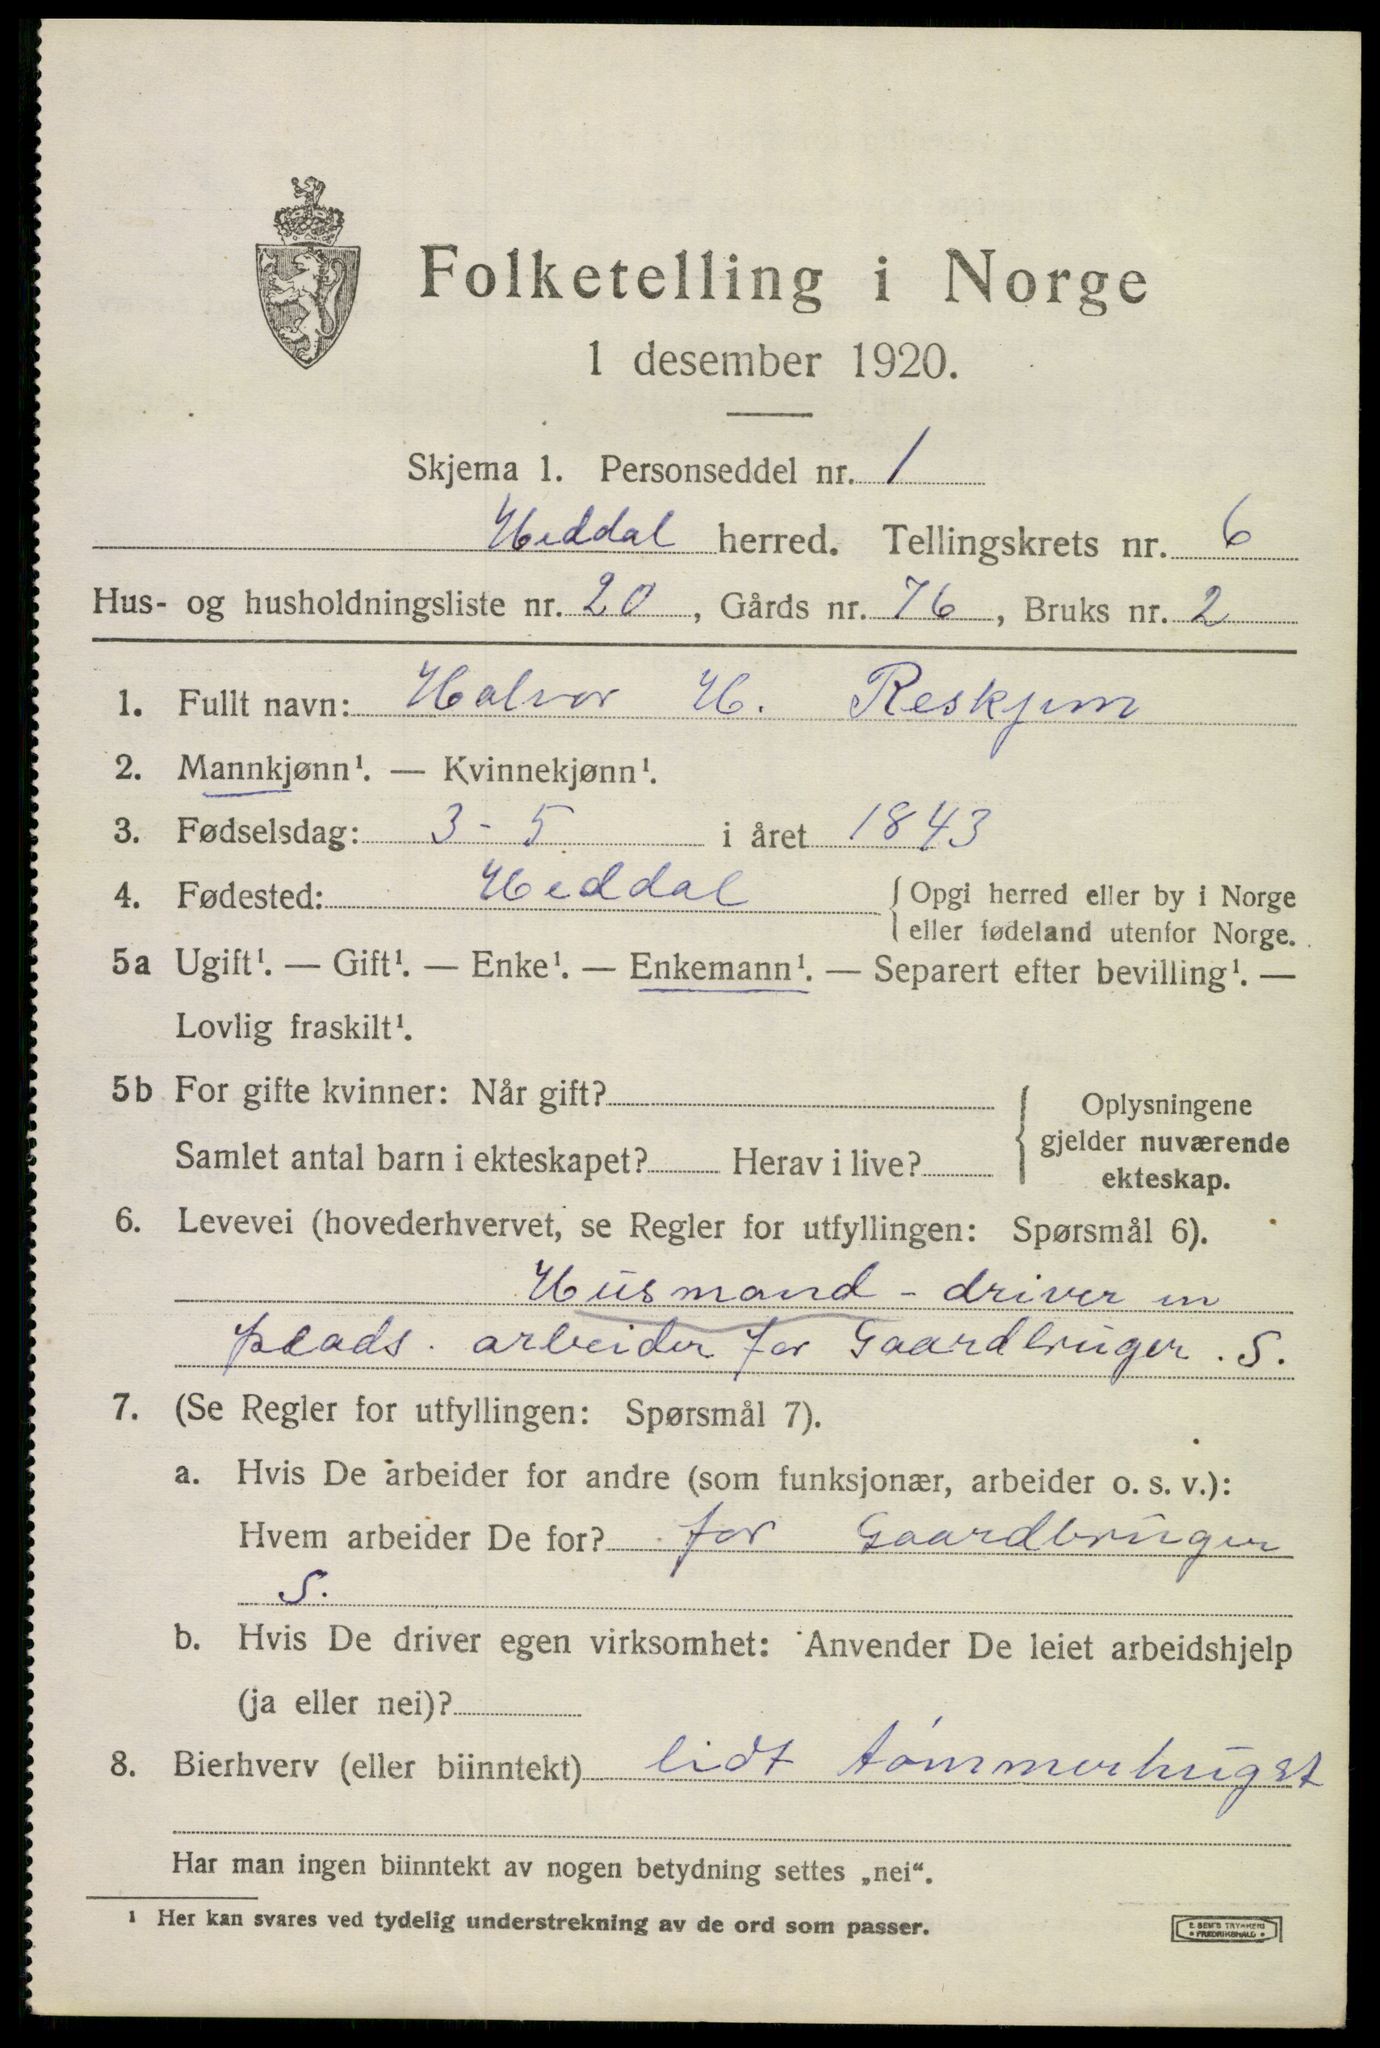 Folketelling i Norge
1 desember 1920.
Skjema 1. Personseddel nr. 1
Heddal herred. Tellingskrets nr. 6
Hus- og husholdningsliste nr. 20, Gårds nr. 76, Bruks nr. 2
1. Fullt navn: Halvor H. Reskjem
2. Mannkjønn¹. — Kvinnekjønn¹.
3. Fødselsdag: 3-5 i året 1843
4. Fødested: Heddal { Opgi herred eller by i Norge
eller fødeland utenfor Norge.
5a Ugift¹. — Gift¹. — Enke¹. — Enkemann¹. — Separert efter bevilling¹. —
Lovlig fraskilt¹.
5b For gifte kvinner: Når gift? { Oplysningene
gjelder nuværende
Samlet antal barn i ekteskapet? Herav i live?
ekteskap.
6. Levevei (hovederhvervet, se Regler for utfyllingen: Spørsmål 6).
Husmand - driver en
plads. arbeider for Gaardbruger. S.
7. (Se Regler for utfyllingen: Spørsmål 7).
a. Hvis De arbeider for andre (som funksjonær, arbeider o. s. v.):
Hvem arbeider De for? for Gaardbruger
S.
b. Hvis De driver egen virksomhet: Anvender De leiet arbeidshjelp
(ja eller nei)?
8. Bierhverv (eller biinntekt) lidt tømmerhugst
Har man ingen biinntekt av nogen betydning settes „nei“.
¹ Her kan svares ved tydelig understrekning av de ord som passer.
E. SEM'S TRYKKERI
FREDRIKSHALD